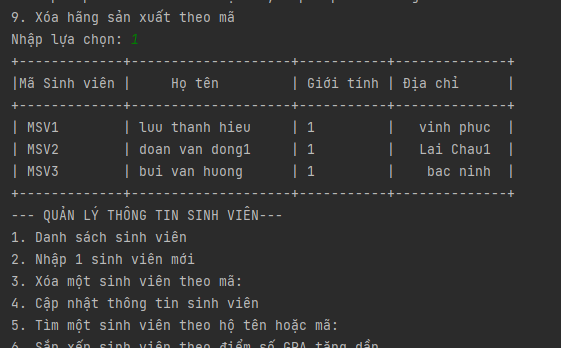 9. Xóa hãng sản xuất theo mã
Nhập lựa chọn: 1
+-------------+--------------------+-----------+--------------+
|Mã Sinh viên |     Họ tên         | Giới tính | Địa chỉ      |
+-------------+--------------------+-----------+--------------+
| MSV1        | luu thanh hieu     | 1         |   vinh phuc  |
| MSV2        | doan van dong1     | 1         |   Lai Chau1  |
| MSV3        | bui van huong      | 1         |    bac ninh  |
+-------------+--------------------+-----------+--------------+
--- QUẢN LÝ THÔNG TIN SINH VIÊN---
1. Danh sách sinh viên
2. Nhập 1 sinh viên mới
3. Xóa một sinh viên theo mã:
4. Cập nhật thông tin sinh viên
5. Tìm một sinh viên theo hộ tên hoặc mã:
6. Sắp xếp sinh viên theo điểm số GPA tăng dần